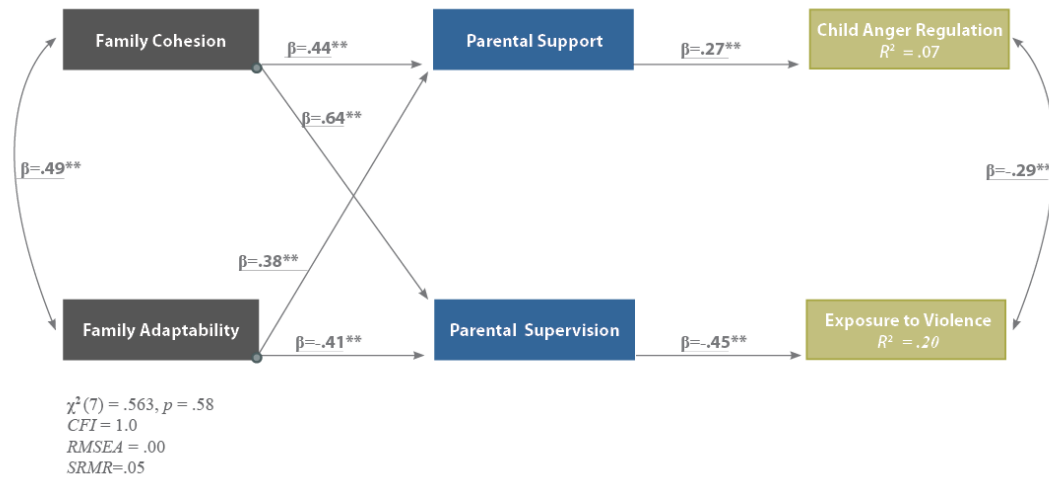 Family Cohesion
β=.44**
Parental Support
β=.27**
Child Anger Regulation
R² = .07
β=.64**
β=.49**
β=-.29**
β=.38**
Family Adaptability
β=-.41**
Parental Supervision
β=-.45**
Exposure to Violence
R² = .20
χ²(7) = .563, p = .58
CFI = 1.0
RMSEA = .00
SRMR=.05